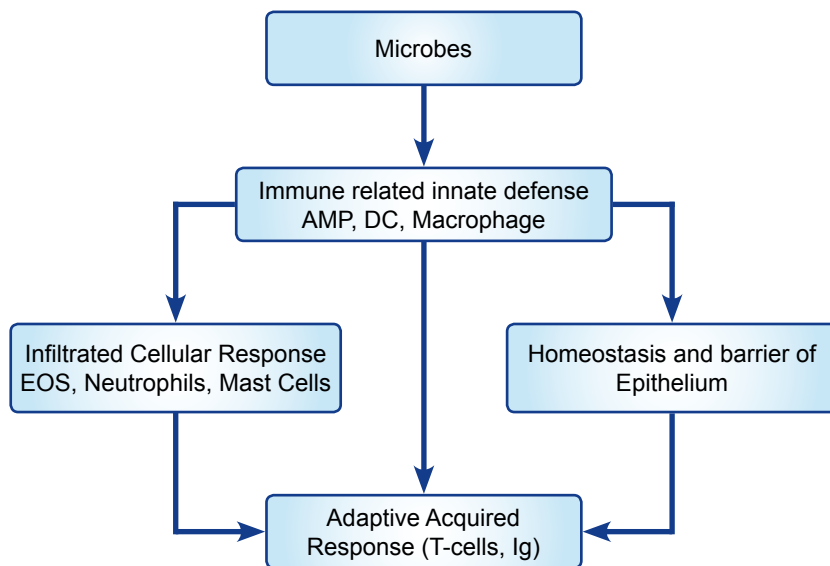 Microbes
Immune related innate defense
AMP, DC, Macrophage
Infiltrated Cellular Response
EOS, Neutrophils, Mast Cells
Homeostasis and barrier of
Epithelium
Adaptive Acquired
Response (T-cells, Ig)